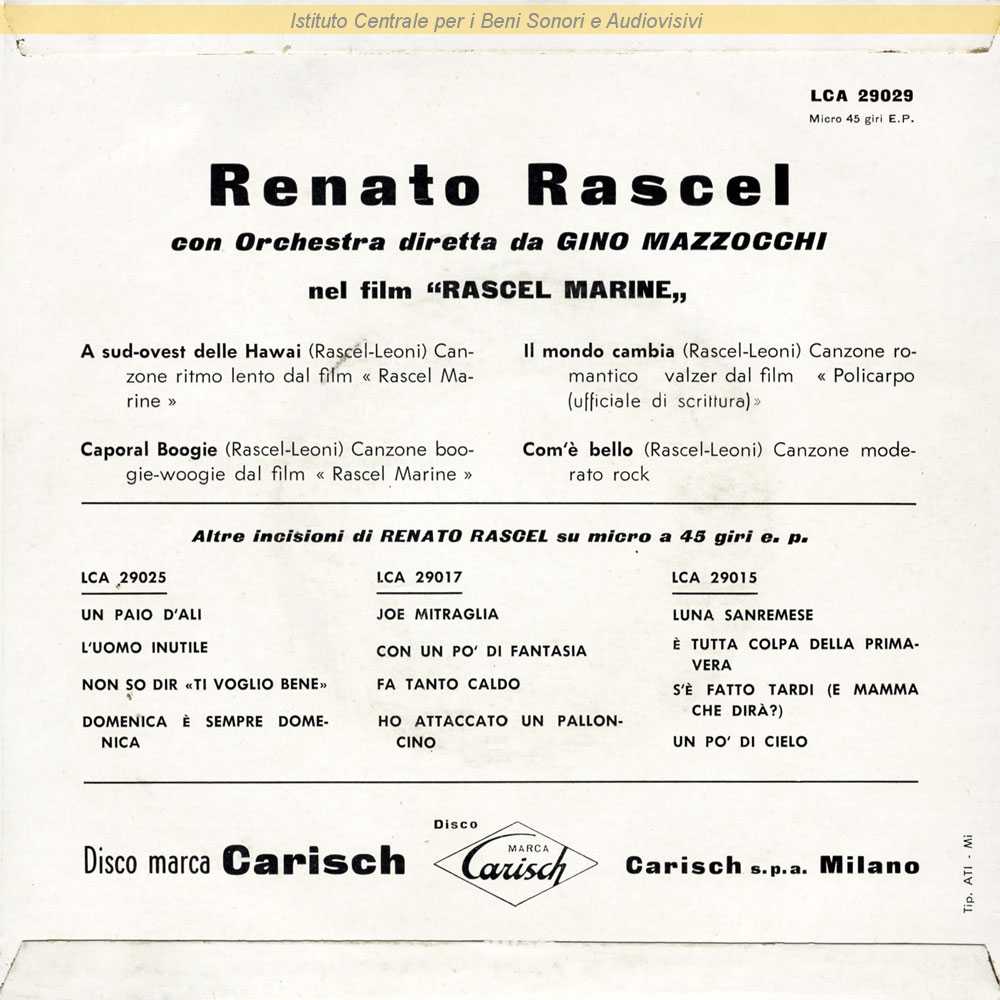 Istituto Centrale per i Beni Sonori e Audiovisivi
LCA 29029
Micro 45 giri E.P.
Renato Rascel
con Orchestra diretta da GINO MAZZOCCHI
nel film “RASCEL MARINE„
A sud-ovest delle Hawai (Rascel-Leoni) Can-
zone ritmo lento dal film « Rascel Ma-
rine »
Caporal Boogie (Rascel-Leoni) Canzone boo-
gie-woogie dal film « Rascel Marine »
Il mondo cambia (Rascel-Leoni) Canzone ro-
mantico valzer dal film « Policarpo
(ufficiale di scrittura)»
Com'è bello (Rascel-Leoni) Canzone mode-
rato rock
Altre incisioni di RENATO RASCEL su micro a 45 giri e. p.
LCA 29025
UN PAIO D'ALI
L'UOMO INUTILE
NON SO DIR «TI VOGLIO BENE»
DOMENICA È SEMPRE DOME-
NICA
LCA 29017
JOE MITRAGLIA
CON UN PO' DI FANTASIA
FA TANTO CALDO
HO ATTACCATO UN PALLON-
CINO
LCA 29015
LUNA SANREMESE
È TUTTA COLPA DELLA PRIMA-
VERA
S'È FATTO TARDI (E MAMMA
CHE DIRÀ?)
UN PO' DI CIELO
Disco marca Carisch
Disco
MARCA
Carisch
Carisch s.p.a. Milano
Tip. ATI - Mi